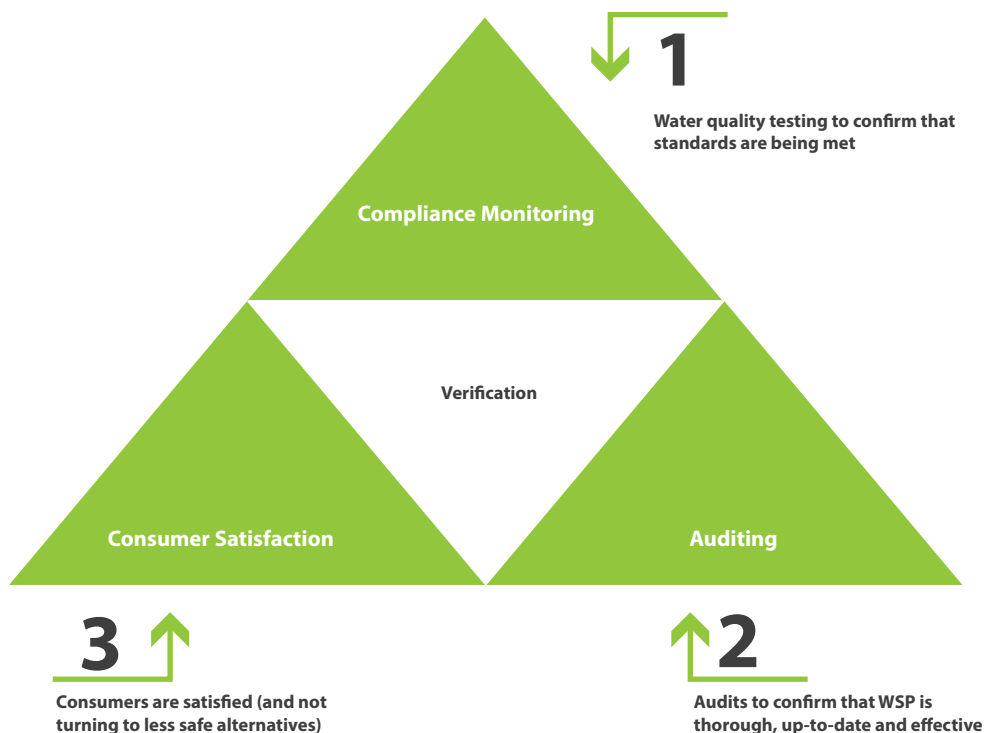 1
Water quality testing to confirm that
standards are being met
Compliance Monitoring
Verification
Consumer Satisfaction
Auditing
3
Consumers are satisfied (and not
turning to less safe alternatives)
2
Audits to confirm that WSP is
thorough, up-to-date and effective